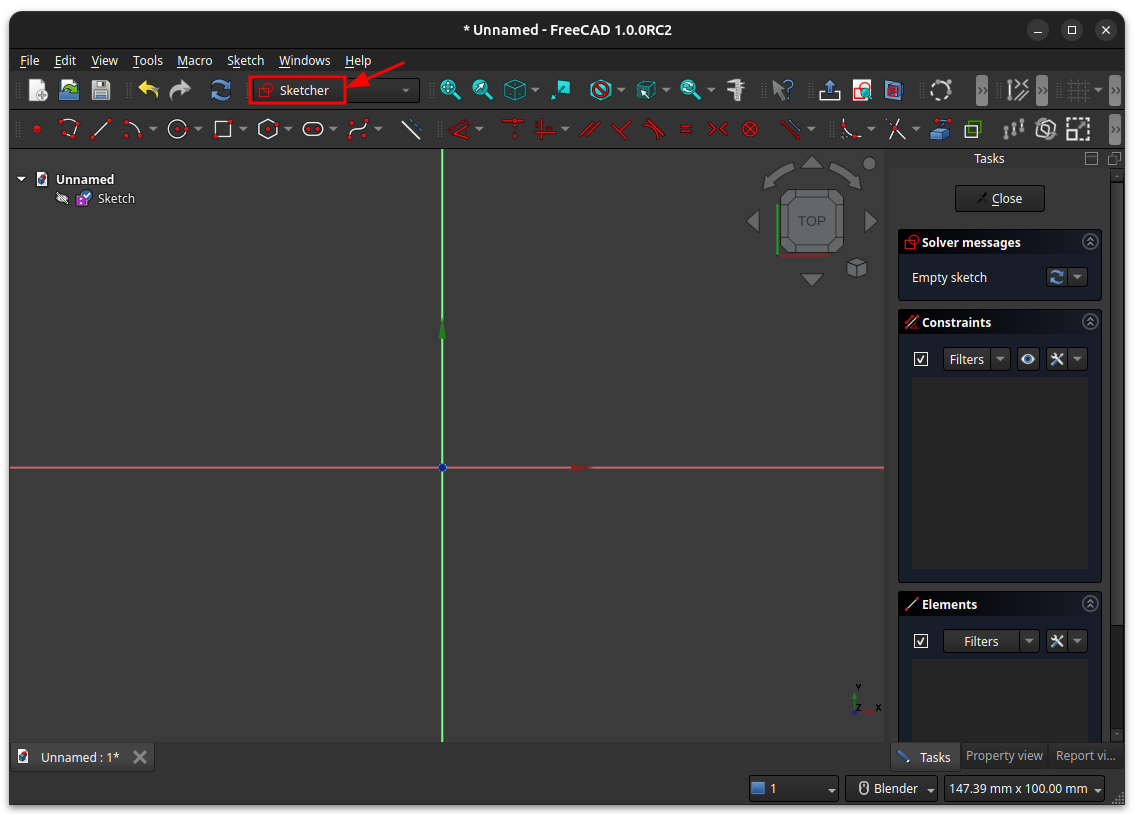 * Unnamed - FreeCAD 1.0.0RC2
File Edit View Tools Macro Sketch Windows Help
Sketcher
Unnamed
Sketch
TOP
Tasks
Close
Solver messages
Empty sketch
Constraints
Filters
Elements
Filters
Y
Z X
Unnamed : 1*
Tasks Property view Report vi...
1 Blender 147.39 mm x 100.00 mm